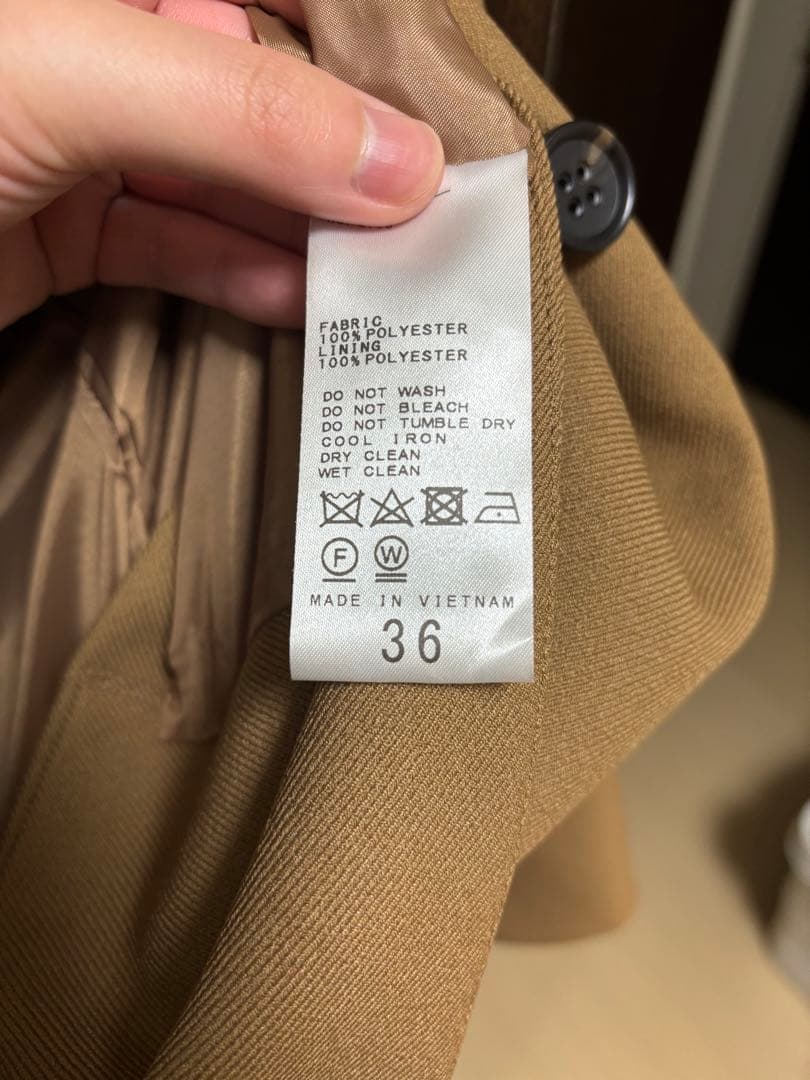 FABRIC
100% POLYESTER
LINING
100% POLYESTER
DO NOT WASH
DO NOT BLEACH
DO NOT TUMBLE DRY
COOL IRON
DRY CLEAN
WET CLEAN
F W
MADE IN VIETNAM
36